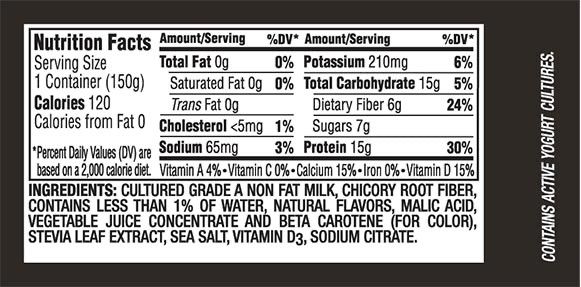 Nutrition Facts
Serving Size
1 Container (150g)
Calories 120
Calories from Fat 0
*Percent Daily Values (DV) are
based on a 2,000 calorie diet.
Amount/Serving %DV*
Total Fat 0g 0%
Saturated Fat 0g 0%
Trans Fat 0g
Cholesterol <5mg 1%
Sodium 65mg 3%
Amount/Serving %DV*
Potassium 210mg 6%
Total Carbohydrate 15g 5%
Dietary Fiber 6g 24%
Sugars 7g
Protein 15g 30%
Vitamin A 4% • Vitamin C 0% • Calcium 15% • Iron 0% • Vitamin D 15%
INGREDIENTS: CULTURED GRADE A NON FAT MILK, CHICORY ROOT FIBER,
CONTAINS LESS THAN 1% OF WATER, NATURAL FLAVORS, MALIC ACID,
VEGETABLE JUICE CONCENTRATE AND BETA CAROTENE (FOR COLOR),
STEVIA LEAF EXTRACT, SEA SALT, VITAMIN D3, SODIUM CITRATE.
CONTAINS ACTIVE YOGURT CULTURES.